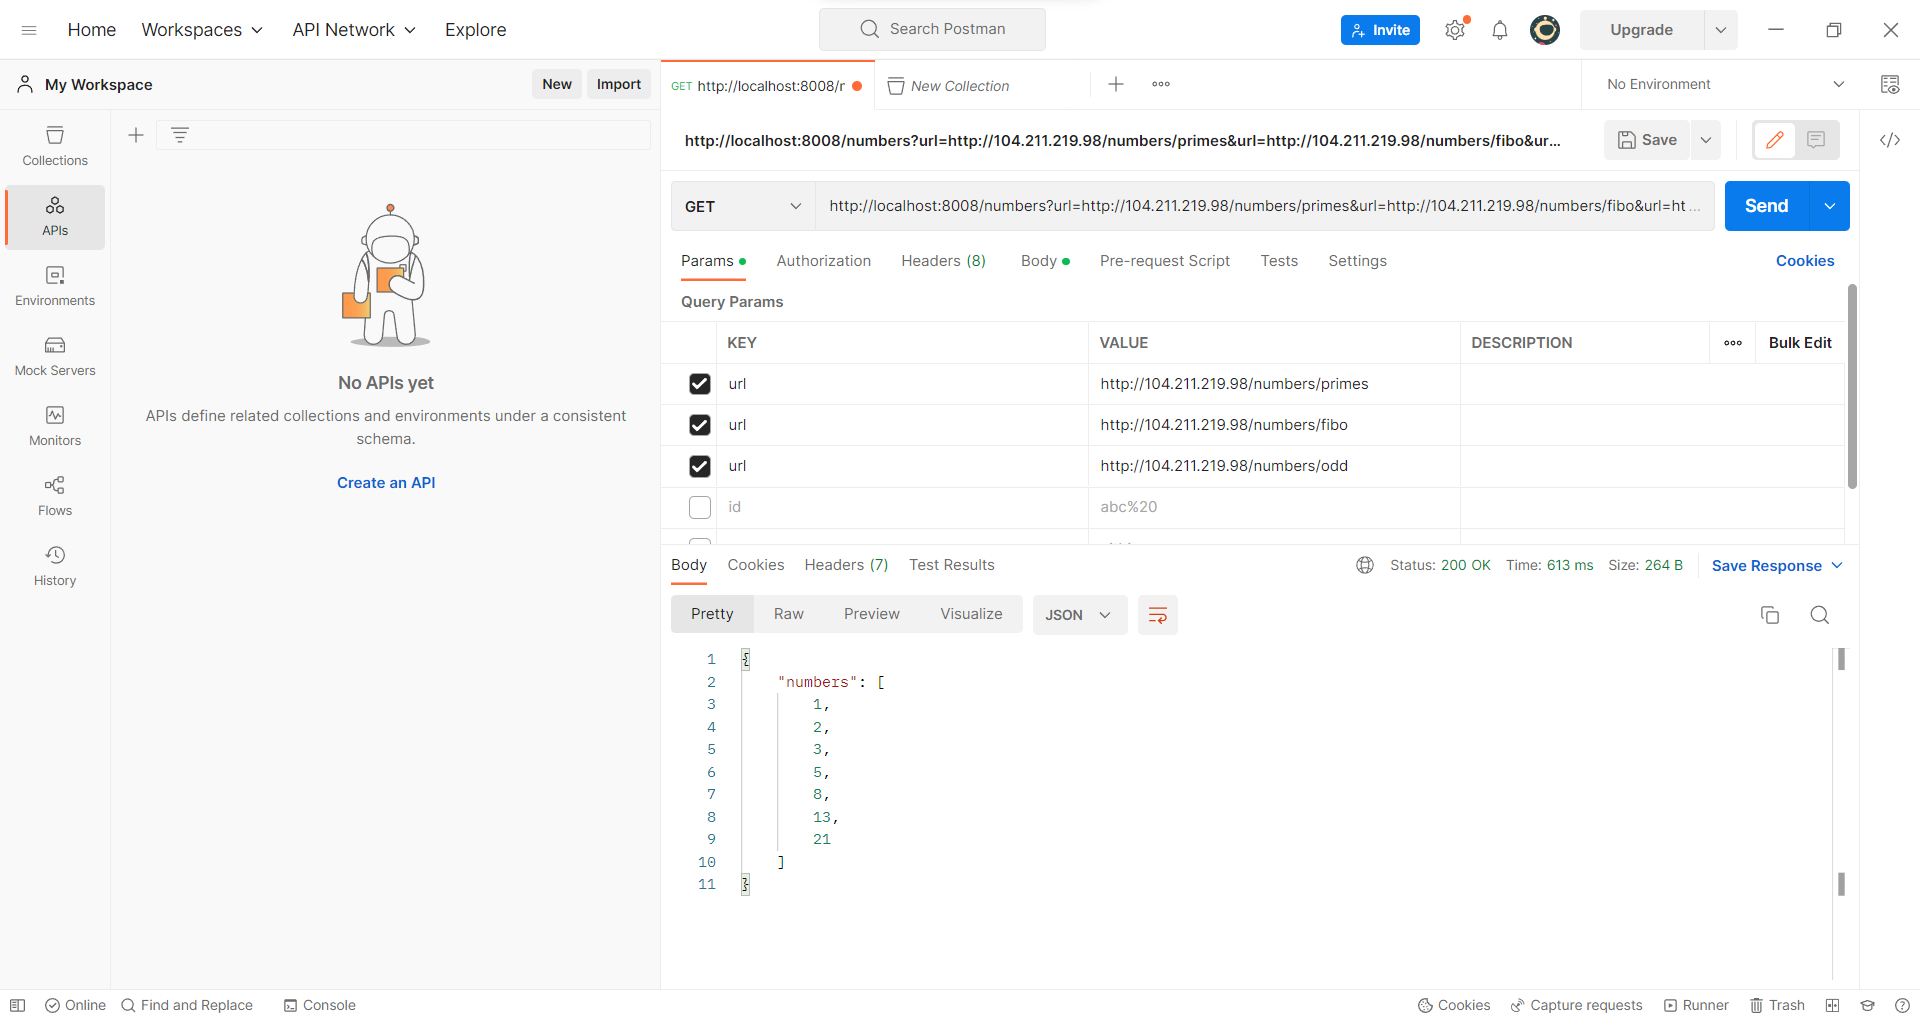 Home Workspaces API Network Explore Search Postman Invite Upgrade
My Workspace New Import GET http://localhost:8008/r New Collection No Environment
http://localhost:8008/numbers?url=http://104.211.219.98/numbers/primes&url=http://104.211.219.98/numbers/fibo&ur... Save
Collections
APIs
Environments
Mock Servers
Monitors
Flows
History
No APIs yet
APIs define related collections and environments under a consistent
schema.
Create an API
GET http://localhost:8008/numbers?url=http://104.211.219.98/numbers/primes&url=http://104.211.219.98/numbers/fibo&url=ht ... Send
Params Authorization Headers (8) Body Pre-request Script Tests Settings Cookies
Query Params
KEY VALUE DESCRIPTION Bulk Edit
url http://104.211.219.98/numbers/primes
url http://104.211.219.98/numbers/fibo
url http://104.211.219.98/numbers/odd
id abc%20
Body Cookies Headers (7) Test Results Status: 200 OK Time: 613 ms Size: 264 B Save Response
Pretty Raw Preview Visualize JSON
1 {
2 "numbers": [
3 1,
4 2,
5 3,
6 5,
7 8,
8 13,
9 21
10 ]
11 }
Online Find and Replace Console Cookies Capture requests Runner Trash